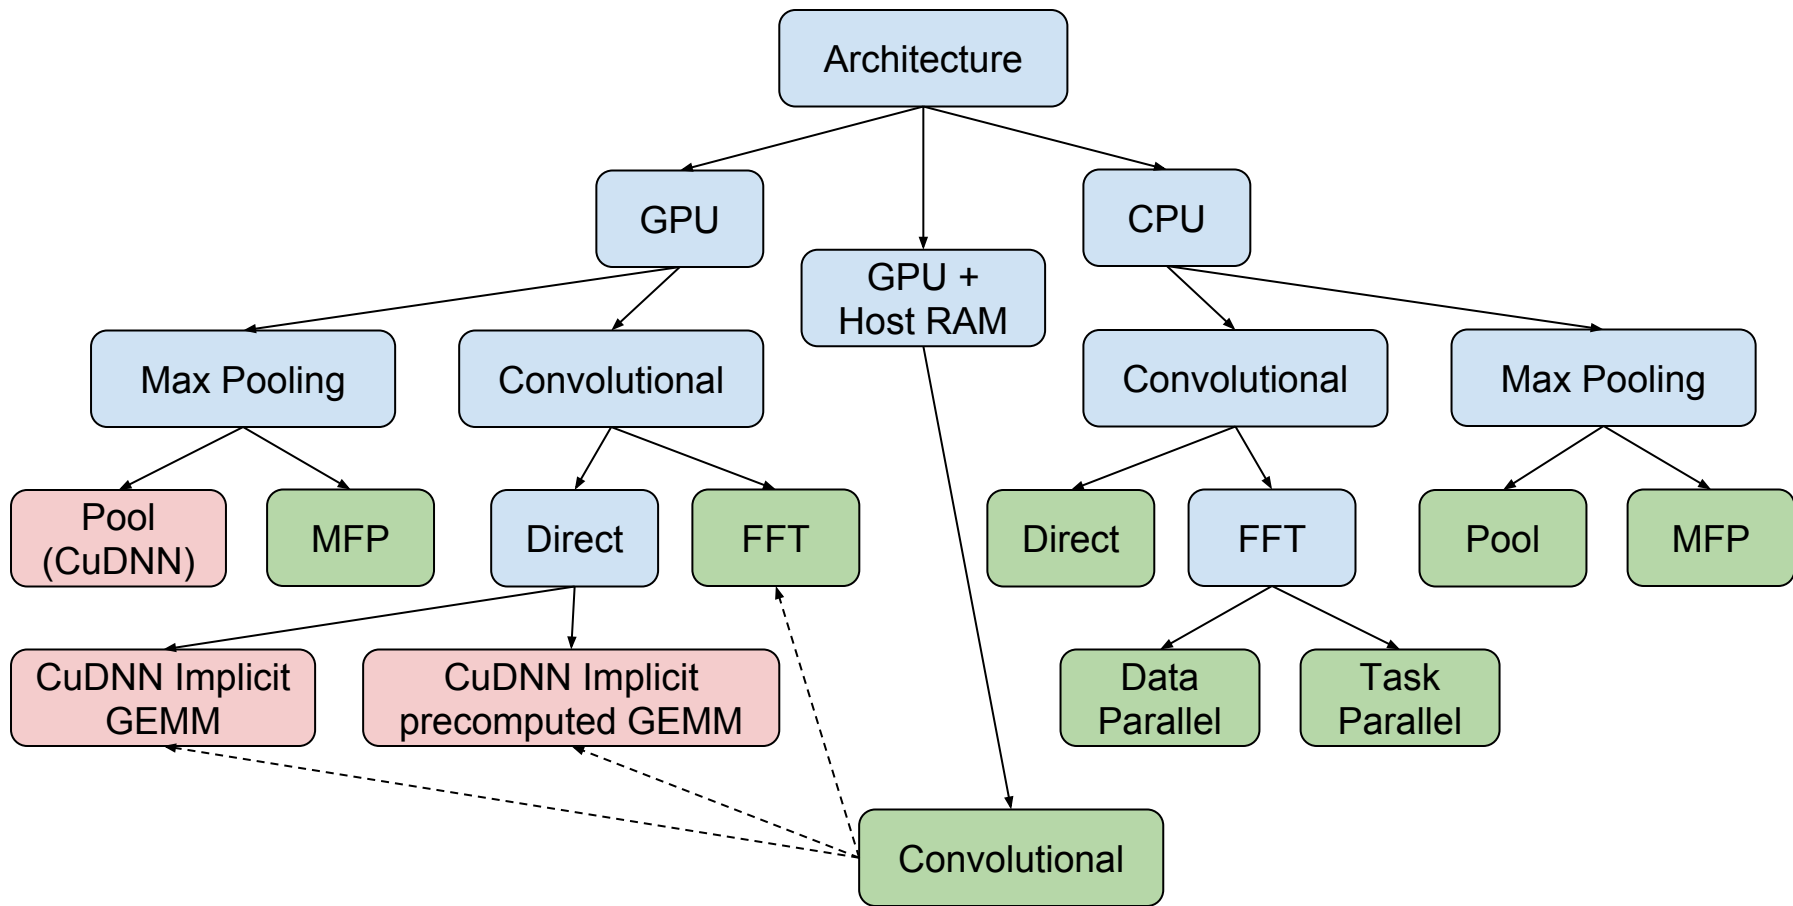 Architecture
GPU
CPU
GPU +
Host RAM
Max Pooling
Convolutional
Convolutional
Max Pooling
Pool
(CuDNN)
MFP
Direct
FFT
Direct
FFT
Pool
MFP
CuDNN Implicit
GEMM
CuDNN Implicit
precomputed GEMM
Data
Parallel
Task
Parallel
Convolutional